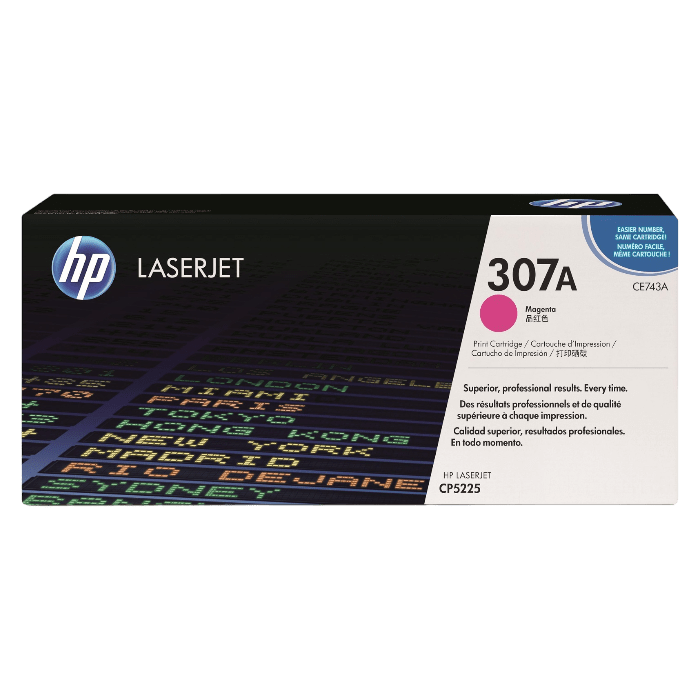 hp
hp
LASERJET
EASIER NUMBER,
SAME CARTRIDGE!
NUMÉRO FACILE,
MÊME CARTOUCHE !
307A
CE743A
Magenta
品红色
Print Cartridge / Cartouche d'Impression /
Cartucho de Impresión / 打印硒鼓
Superior, professional results. Every time.
Des résultats professionnels et de qualité
supérieure à chaque impression.
Calidad superior, resultados profesionales.
En todo momento.
HP LASERJET
CP5225
LOS ANGELES
LONDON
MIAMI
PARIS
TOKYO
HONG KONG
NEW YORK
MADRID
RIO DEJANE
SYDNEY